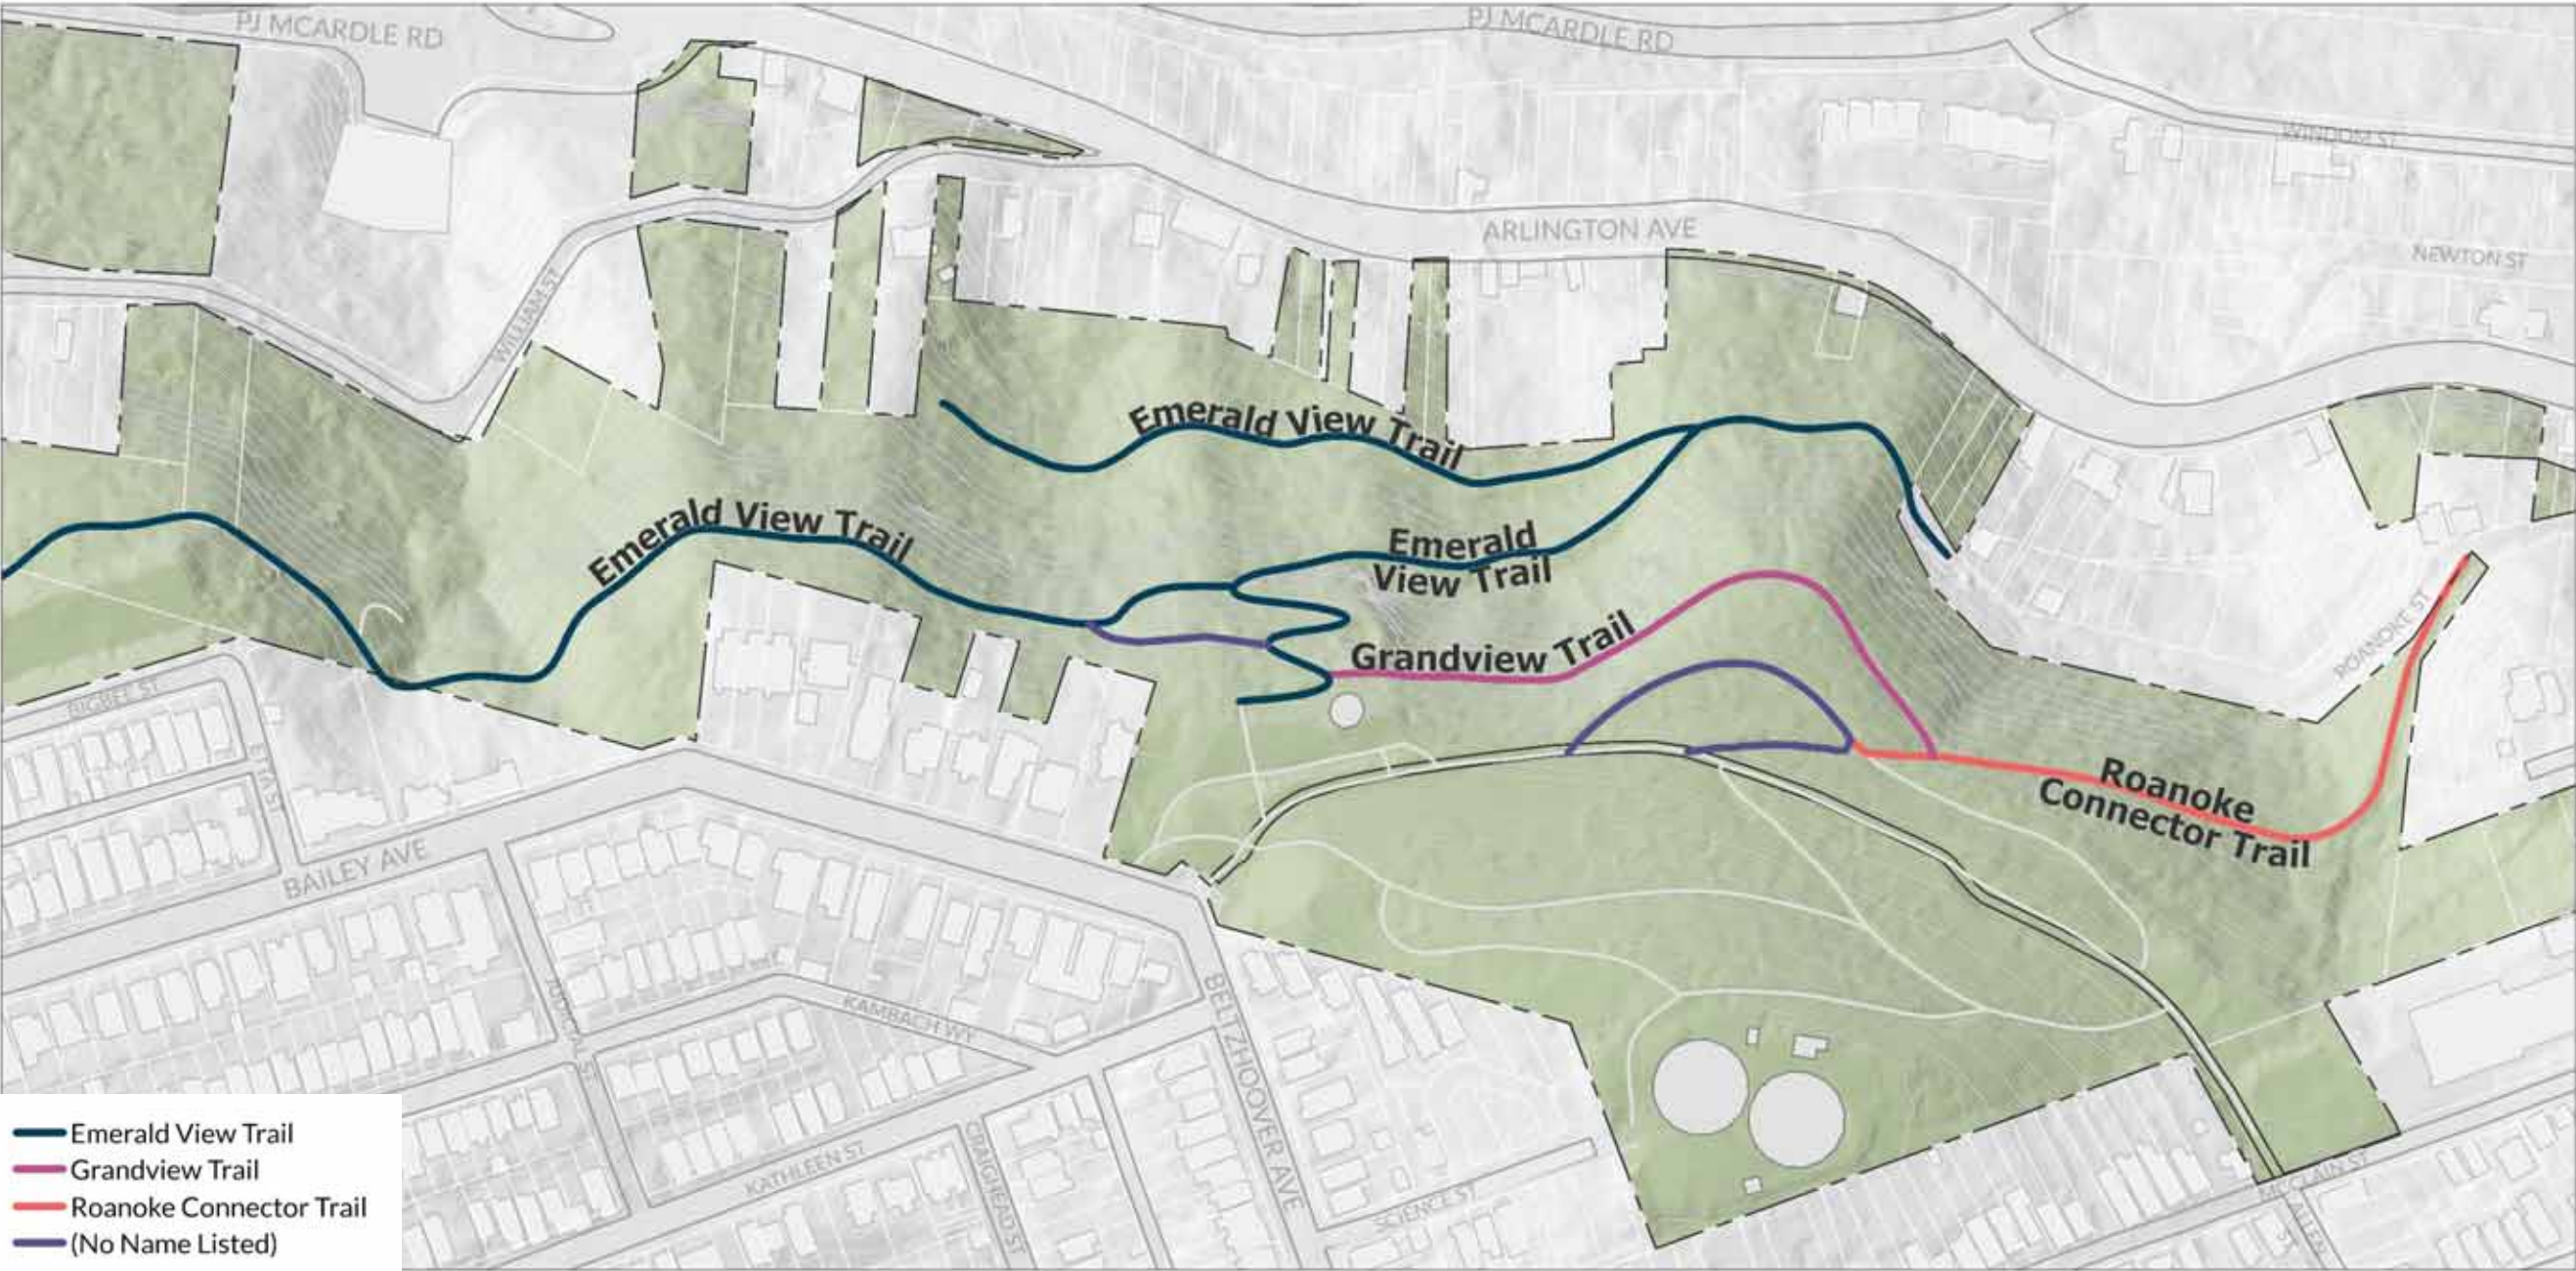 PJ MCARDLE RD
PJ MCARDLE RD
WINDOM ST
ARLINGTON AVE
NEWTON ST
WILLIAM ST
Emerald View Trail
Emerald View Trail
Emerald
View Trail
Grandview Trail
ROANOKE ST
Roanoke
Connector Trail
BIGBEE ST
BAILEY AVE
KAMBACH WY
BELTZHOOVER AVE
KATHLEEN ST
CRAIGHEAD ST
SCIENCE ST
ALLEN ST
Emerald View Trail
Grandview Trail
Roanoke Connector Trail
(No Name Listed)